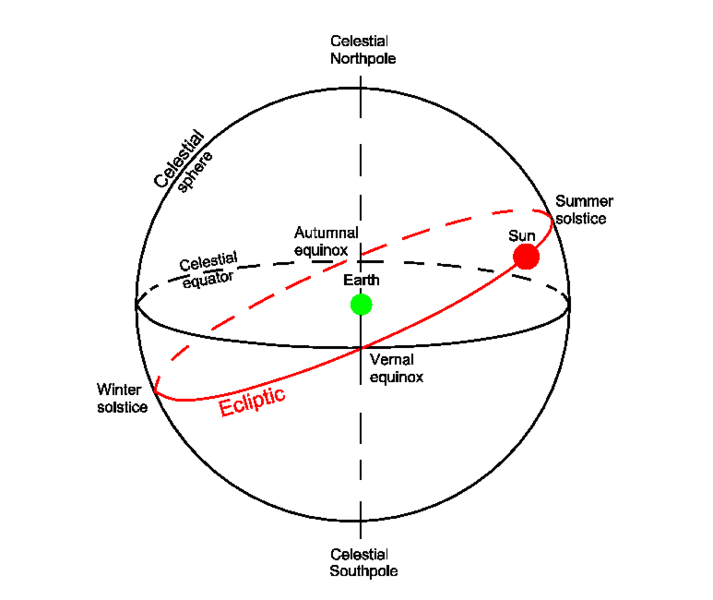 Celestial
Northpole
Celestial
sphere
Summer
solstice
Autumnal
equinox
Sun
Celestial
equator
Earth
Vernal
equinox
Winter
solstice
Ecliptic
Celestial
Southpole